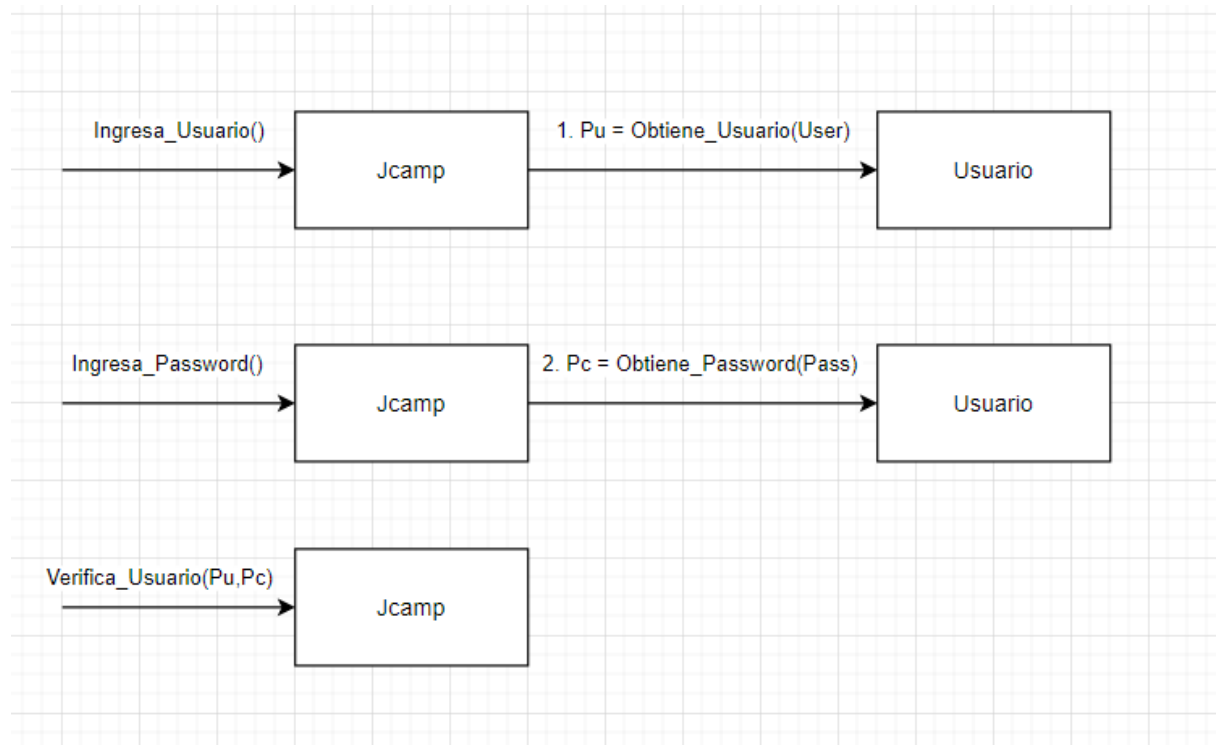 Ingresa_Usuario()
1. Pu = Obtiene_Usuario(User)
Jcamp
Usuario
Ingresa_Password()
2. Pc = Obtiene_Password(Pass)
Jcamp
Usuario
Verifica_Usuario(Pu,Pc)
Jcamp